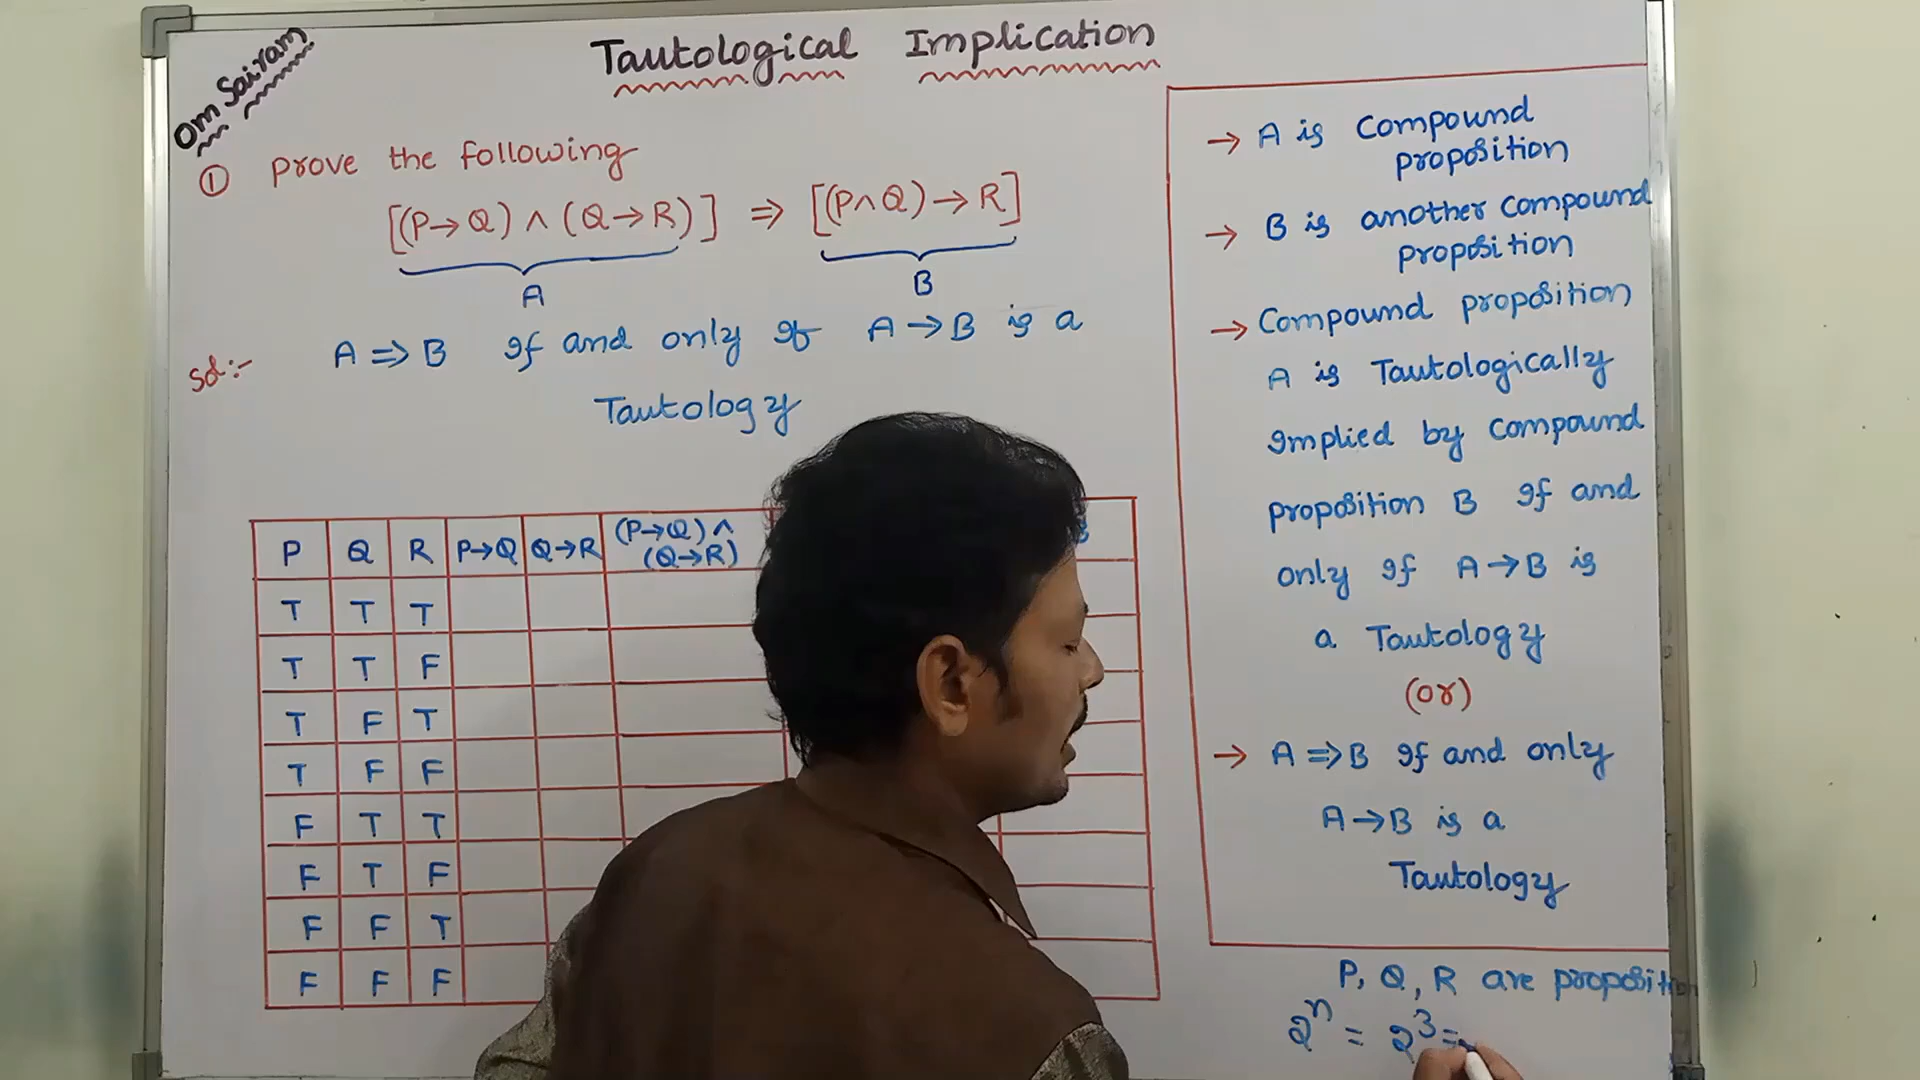 Om Sairam
Tautological Implication
① Prove the following
[(P→Q) ∧ (Q→R)] ⇒ [(P∧Q)→R]
A B
Sol:- A ⇒ B If and only If A→B is a
Tautology
P Q R P→Q Q→R (P→Q) ∧ (Q→R)
T T T
T T F
T F T
T F F
F T T
F T F
F F T
F F F
→ A is Compound
proposition
→ B is another Compound
proposition
→ Compound proposition
A is Tautologically
Implied by Compound
proposition B If and
only If A→B is
a Tautology
(or)
→ A ⇒ B If and only
A→B is a
Tautology
P, Q, R are proposition
2ⁿ = 2³ =